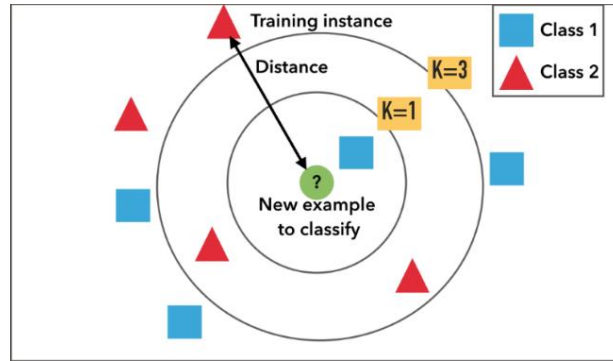 Training instance
Distance
K=3
K=1
?
New example
to classify
Class 1
Class 2